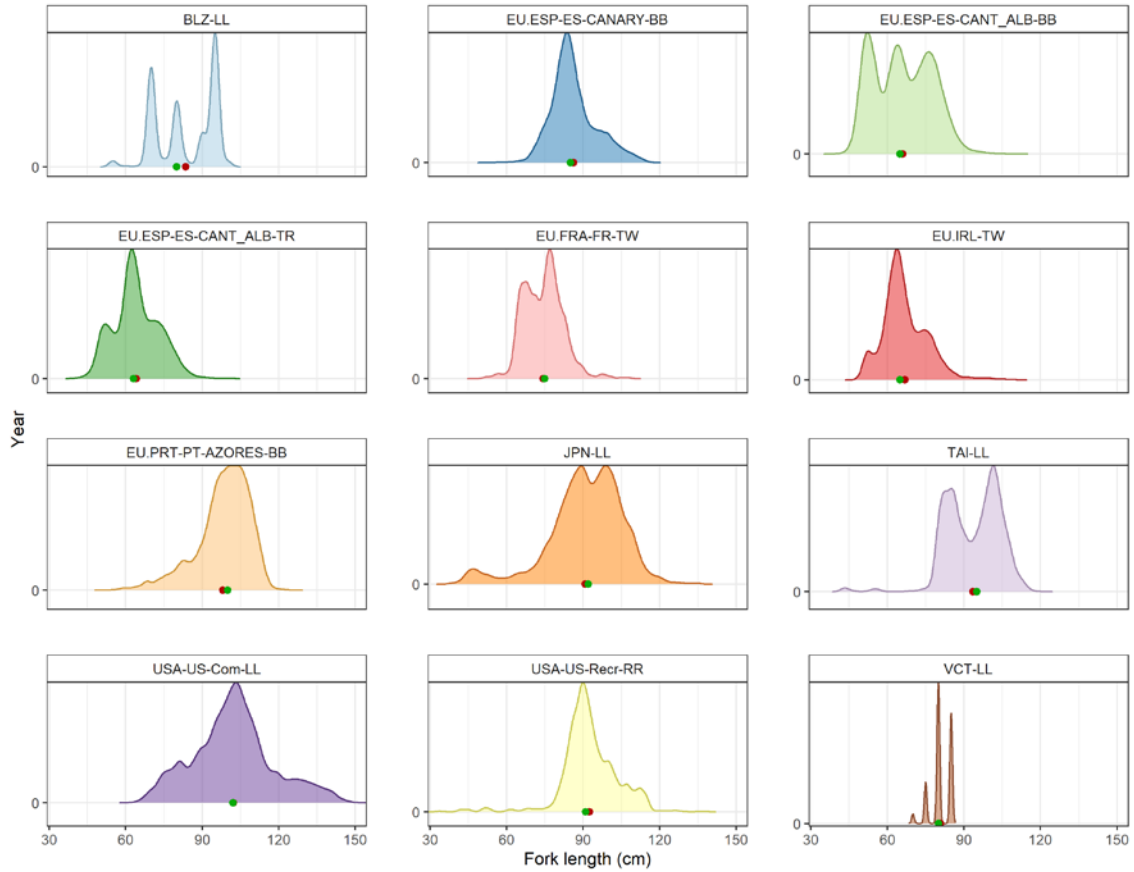 BLZ-LL
EU.ESP-ES-CANARY-BB
EU.ESP-ES-CANT_ALB-BB
0
0
0
EU.ESP-ES-CANT_ALB-TR
EU.FRA-FR-TW
EU.IRL-TW
0
0
0
Year
EU.PRT-PT-AZORES-BB
JPN-LL
TAI-LL
0
0
0
USA-US-Com-LL
USA-US-Recr-RR
VCT-LL
0
0
0
30 60 90 120 150
30 60 90 120 150
30 60 90 120 150
Fork length (cm)